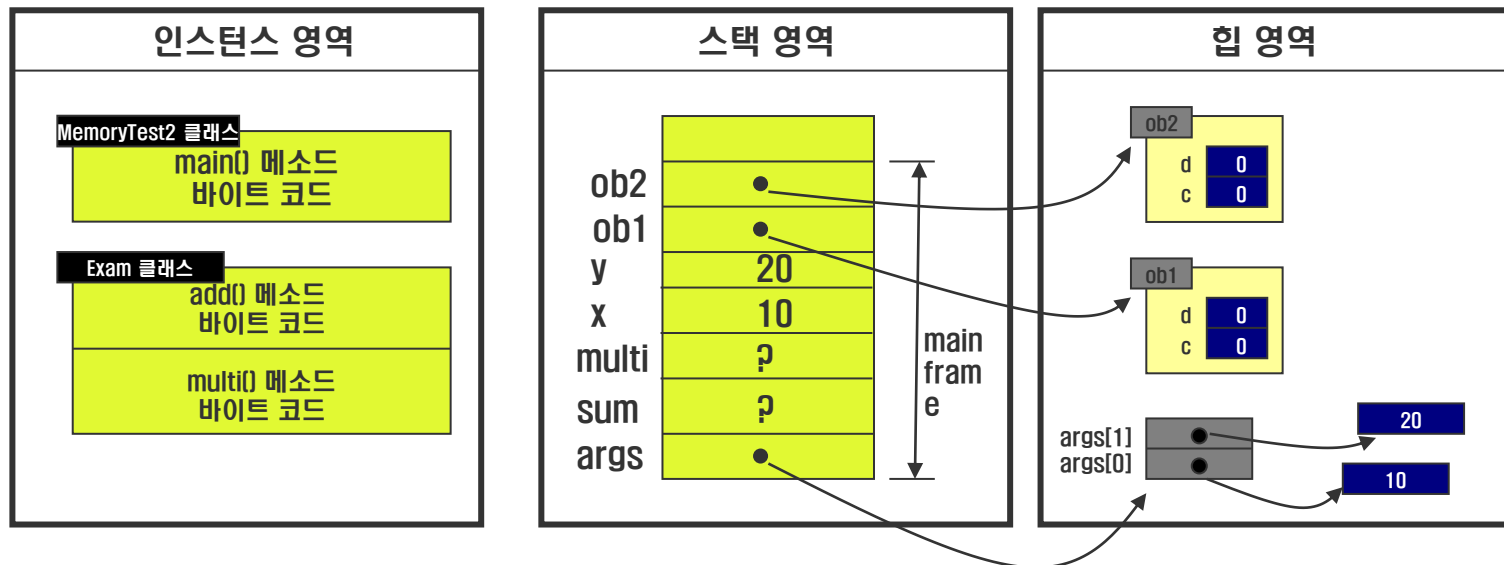 인스턴스 영역
MemoryTest2 클래스
main() 메소드
바이트 코드
Exam 클래스
add() 메소드
바이트 코드
multi() 메소드
바이트 코드
스택 영역
ob2
ob1
y
20
x
10
multi
?
sum
?
args
main
fram
e
힙 영역
ob2
d
0
c
0
ob1
d
0
c
0
args[1]
20
args[0]
10